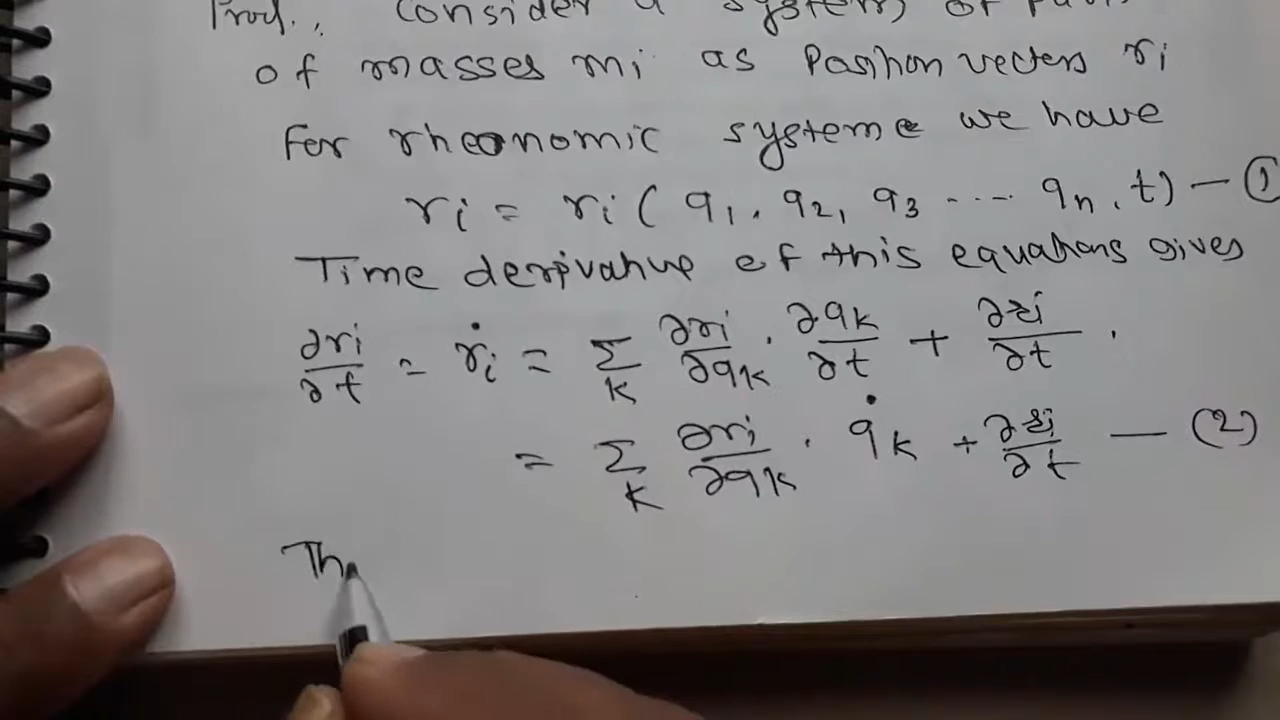 Proof:, Consider a system of
of masses mi as Position vectors ri
For rheonomic system we have
ri = ri ( q1, q2, q3 ---- qn, t) — ①
Time derivative of this equations gives
∂ri/∂t = ṙi = Σk ∂ri/∂qk . ∂qk/∂t + ∂ri/∂t .
= Σk ∂ri/∂qk . q̇k + ∂ri/∂t — (2)
Th